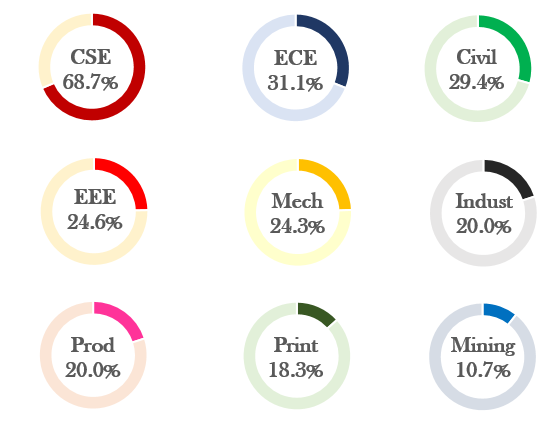 CSE
68.7%
ECE
31.1%
Civil
29.4%
EEE
24.6%
Mech
24.3%
Indust
20.0%
Prod
20.0%
Print
18.3%
Mining
10.7%